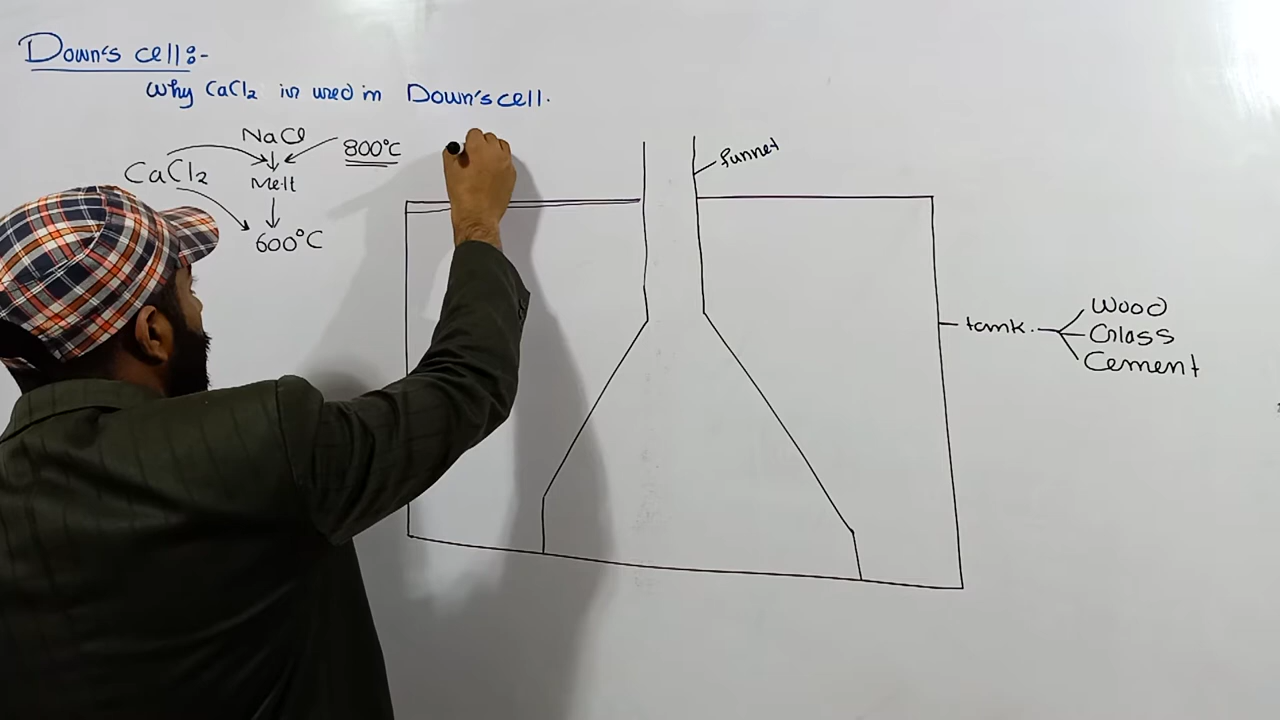 Down's cell:-
Why CaCl2 is used in Down's cell.
NaCl
800°C
CaCl2
Melt
600°C
funnel
tank.
Wood
Glass
Cement